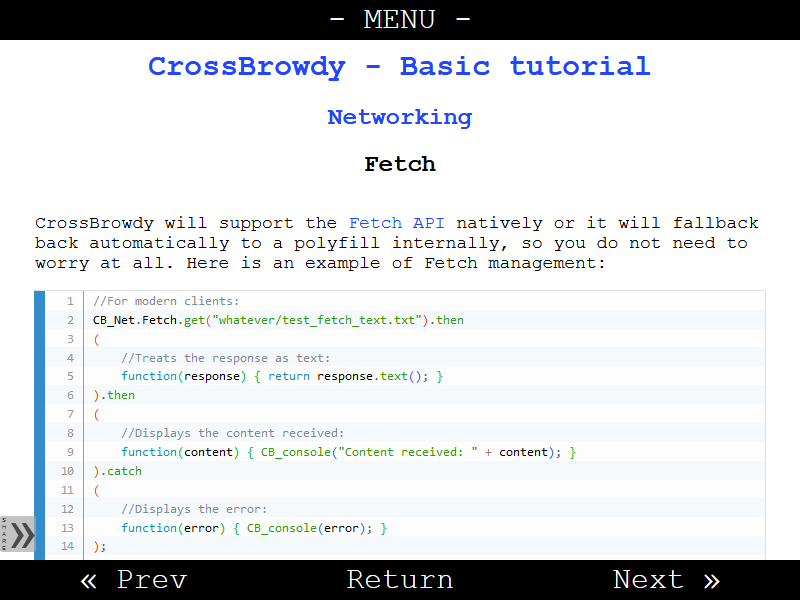 - MENU -
CrossBrowdy - Basic tutorial
Networking
Fetch
CrossBrowdy will support the Fetch API natively or it will fallback
back automatically to a polyfill internally, so you do not need to
worry at all. Here is an example of Fetch management:
1 //For modern clients:
2 CB_Net.Fetch.get("whatever/test_fetch_text.txt").then
3 (
4 //Treats the response as text:
5 function(response) { return response.text(); }
6 ).then
7 (
8 //Displays the content received:
9 function(content) { CB_console("Content received: " + content); }
10 ).catch
11 (
12 //Displays the error:
13 function(error) { CB_console(error); }
14 );
SHARE »
« Prev Return Next »